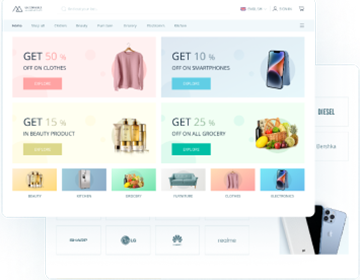 GET 50 %
OFF ON CLOTHES
EXPLORE
GET 10 %
OFF ON SMARTPHONES
EXPLORE
GET 15 %
IN BEAUTY PRODUCT
EXPLORE
GET 25 %
OFF ON ALL GROCERY
EXPLORE
BEAUTY
KITCHEN
GROCERY
FURNITURE
CLOTHES
ELECTRONICS
DIESEL
Bershka
SHARP
LG
HUAWEI
realme